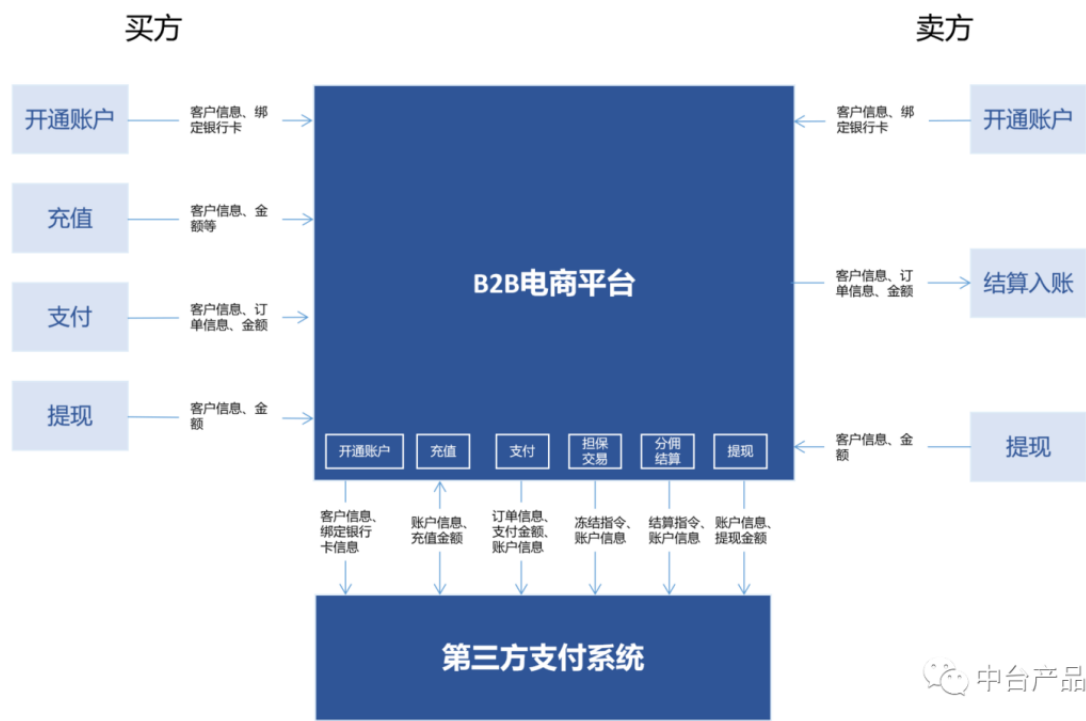 买方
卖方
开通账户
客户信息、绑
定银行卡
充值
客户信息、金
额等
支付
客户信息、订
单信息、金额
提现
客户信息、金
额
B2B电商平台
开通账户
充值
支付
担保
交易
分佣
结算
提现
客户信息、绑
定银行卡
开通账户
客户信息、订
单信息、金额
结算入账
客户信息、金
额
提现
客户信息、
绑定银行
卡信息
账户信息、
充值金额
订单信息、
支付金额、
账户信息
冻结指令、
账户信息
结算指令、
账户信息
账户信息、
提现金额
第三方支付系统
中台产品